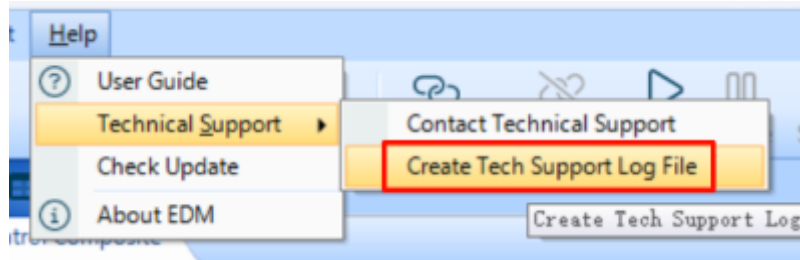 Help
User Guide
Technical Support
Contact Technical Support
Check Update
Create Tech Support Log File
About EDM
Create Tech Support Log